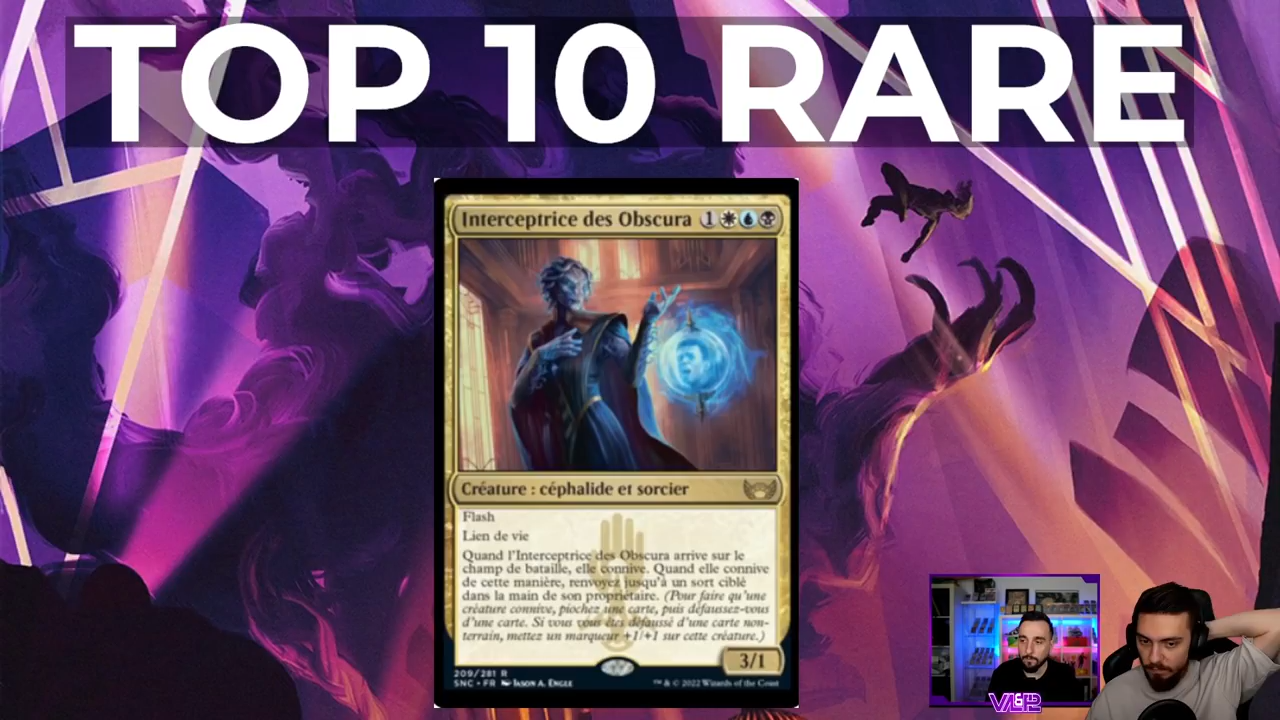 TOP 10 RARE
Interceptrice des Obscura 1
Créature : céphalide et sorcier
Flash
Lien de vie
Quand l'Interceptrice des Obscura arrive sur le
champ de bataille, elle connive. Quand elle connive
de cette manière, renvoyez jusqu'à un sort ciblé
dans la main de son propriétaire. (Pour faire qu'une
créature connive, piochez une carte, puis défaussez-vous
d'une carte. Si vous vous êtes défaussé d'une carte non-
terrain, mettez un marqueur +1/+1 sur cette créature.)
3/1
209/281 R
SNC • FR Jason A. Engle
™ & © 2022 Wizards of the Coast